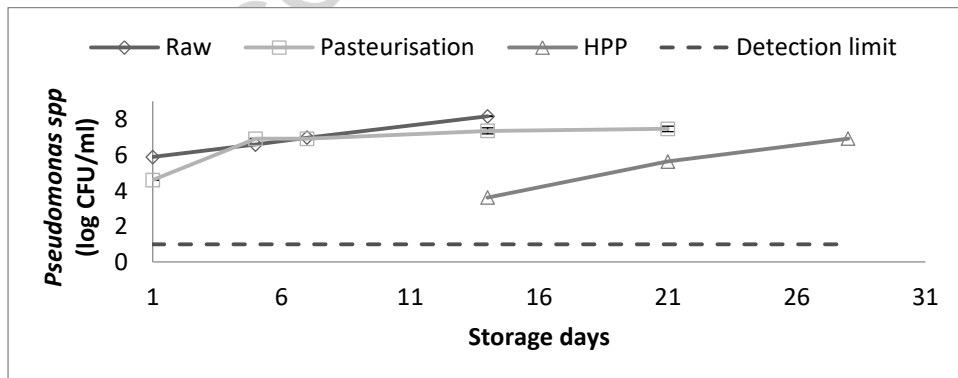 Raw Pasteurisation HPP Detection limit
Pseudomonas spp
(log CFU/ml)
8
6
4
2
0
1 6 11 16 21 26 31
Storage days